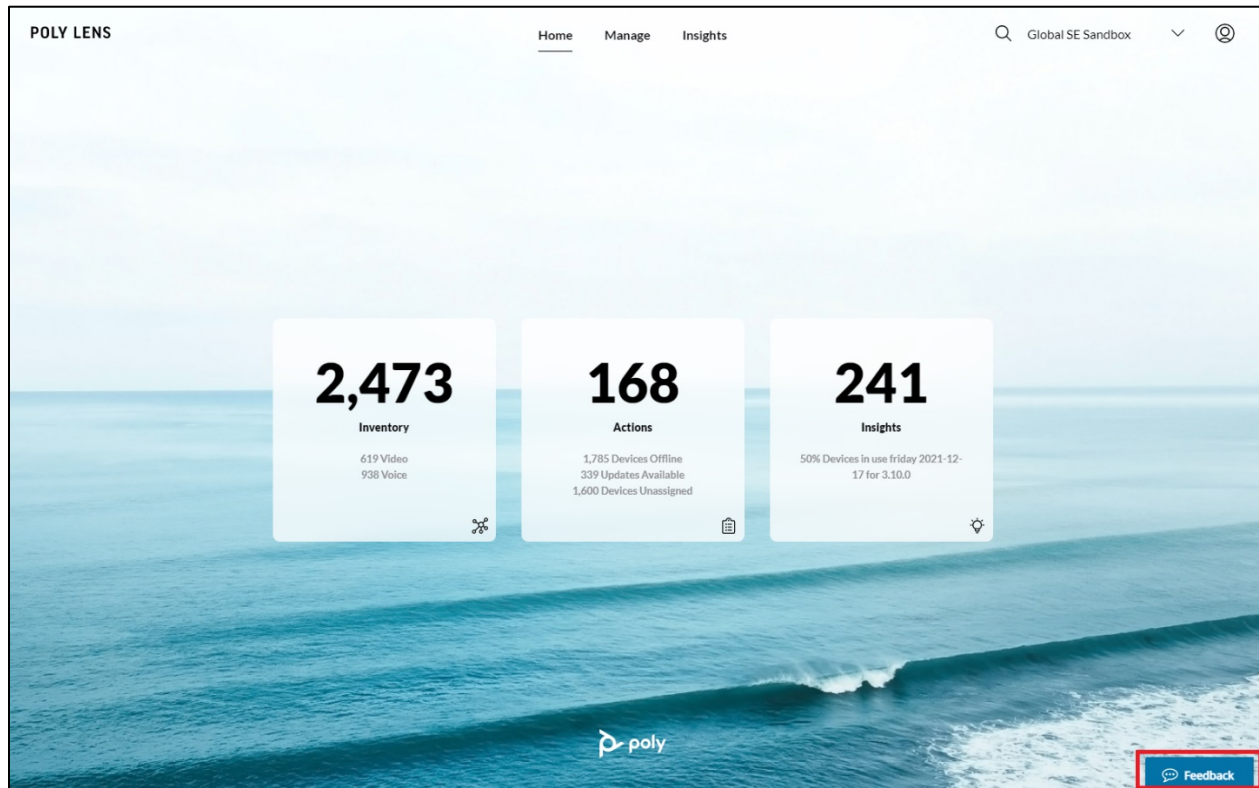 POLY LENS
Home Manage Insights
Global SE Sandbox
2,473
Inventory
619 Video
938 Voice
168
Actions
1,785 Devices Offline
339 Updates Available
1,600 Devices Unassigned
241
Insights
50% Devices in use friday 2021-12-
17 for 3.10.0
poly
Feedback